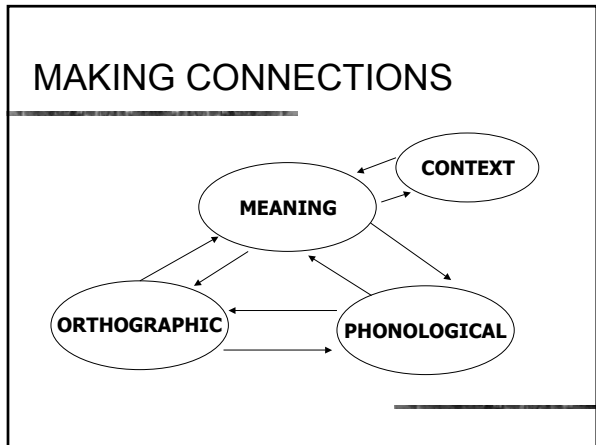 MAKING CONNECTIONS
CONTEXT
MEANING
ORTHOGRAPHIC
PHONOLOGICAL